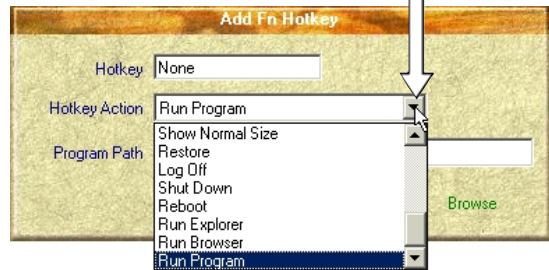 Add Fn Hotkey
Hotkey None
Hotkey Action Run Program
Show Normal Size
Program Path Restore
Log Off
Shut Down
Reboot Browse
Run Explorer
Run Browser
Run Program